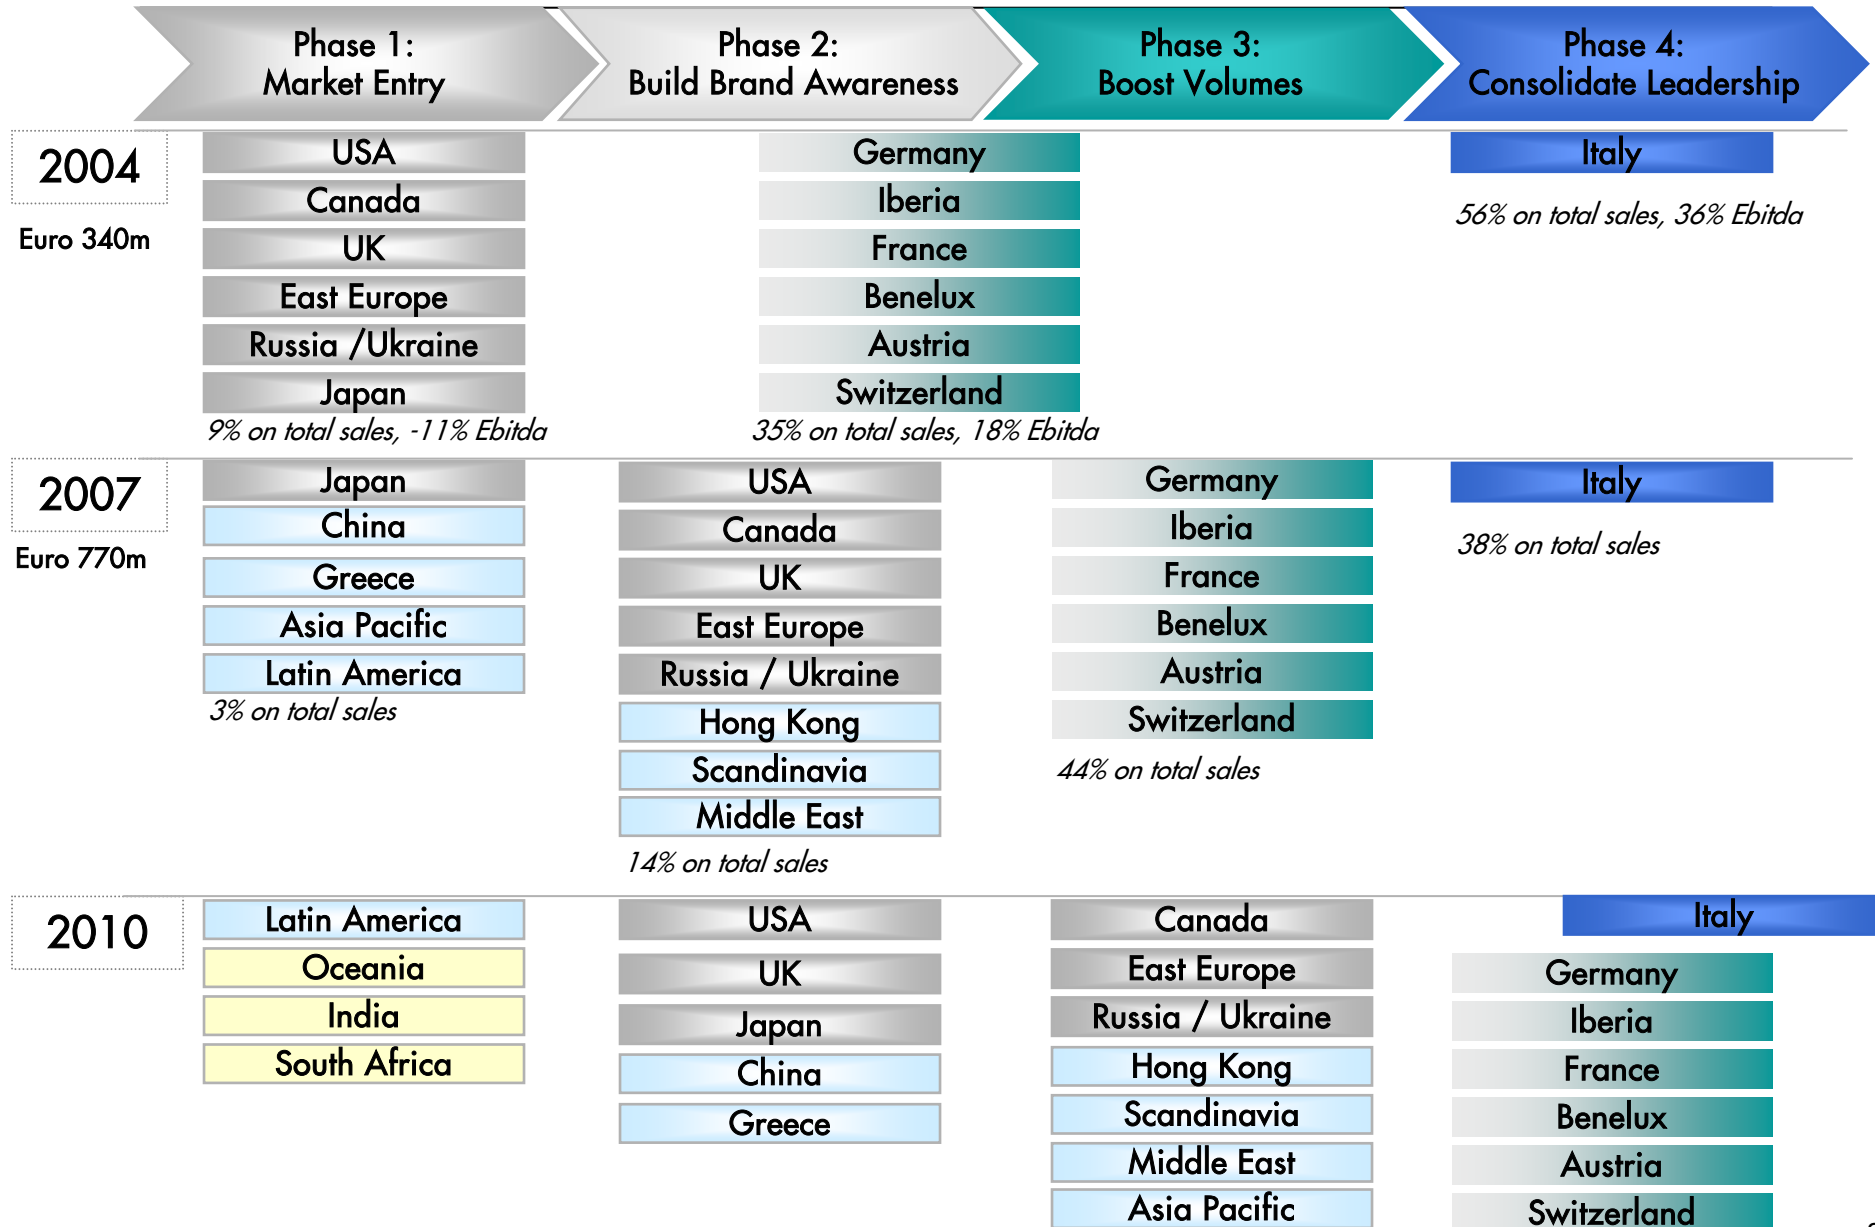 Phase 1:
Market Entry
Phase 2:
Build Brand Awareness
Phase 3:
Boost Volumes
Phase 4:
Consolidate Leadership
2004
Euro 340m
USA
Canada
UK
East Europe
Russia /Ukraine
Japan
9% on total sales, -11% Ebitda
Germany
Iberia
France
Benelux
Austria
Switzerland
35% on total sales, 18% Ebitda
Italy
56% on total sales, 36% Ebitda
2007
Euro 770m
Japan
China
Greece
Asia Pacific
Latin America
3% on total sales
USA
Canada
UK
East Europe
Russia / Ukraine
Hong Kong
Scandinavia
Middle East
14% on total sales
Germany
Iberia
France
Benelux
Austria
Switzerland
44% on total sales
Italy
38% on total sales
2010
Latin America
Oceania
India
South Africa
USA
UK
Japan
China
Greece
Canada
East Europe
Russia / Ukraine
Hong Kong
Scandinavia
Middle East
Asia Pacific
Italy
Germany
Iberia
France
Benelux
Austria
Switzerland